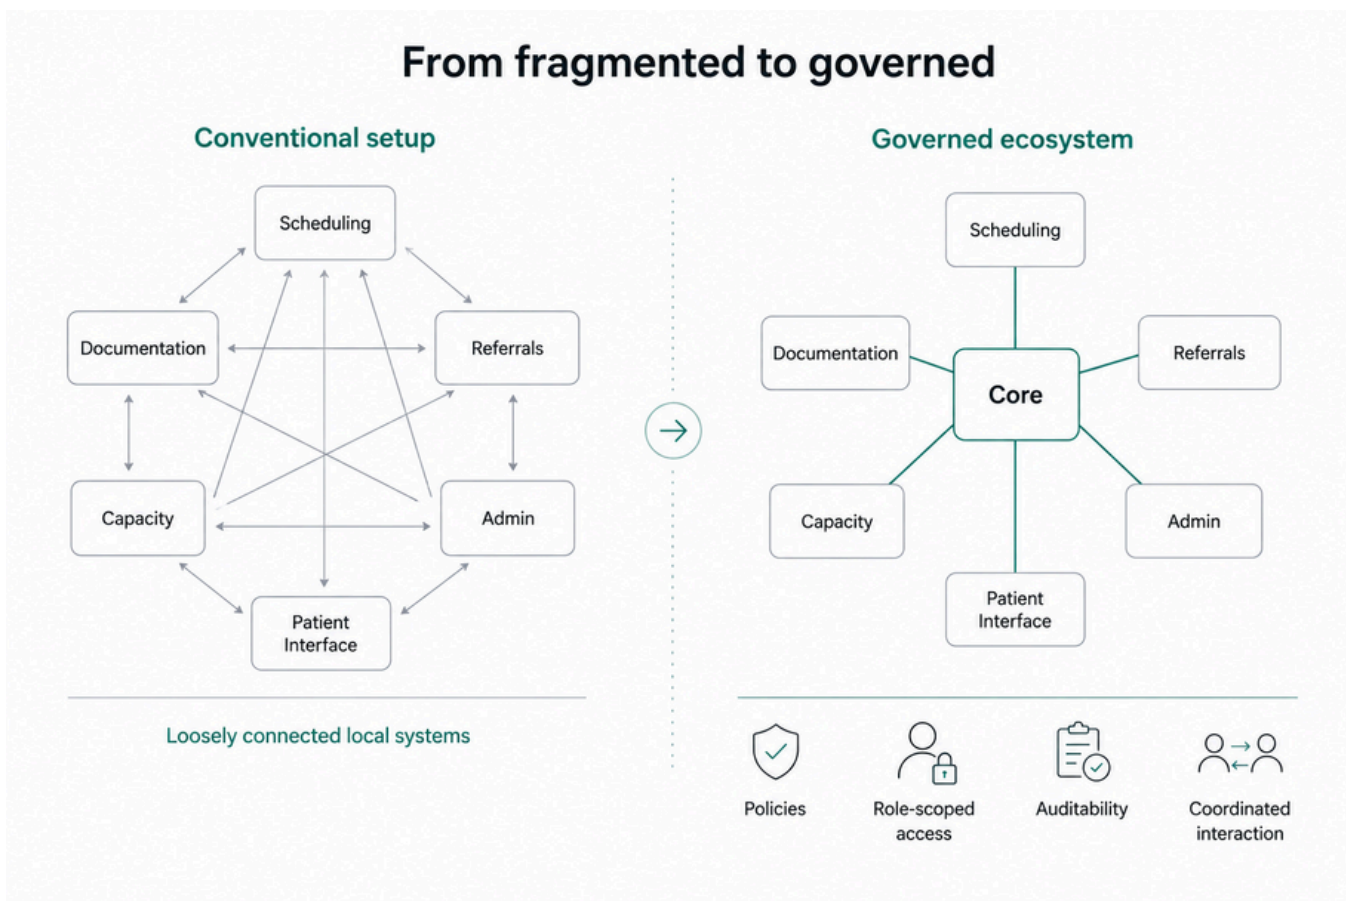 From fragmented to governed
Conventional setup
Scheduling
Documentation
Referrals
Capacity
Admin
Patient
Interface
Loosely connected local systems
Governed ecosystem
Scheduling
Documentation
Referrals
Core
Capacity
Admin
Patient
Interface
Policies
Role-scoped
access
Auditability
Coordinated
interaction